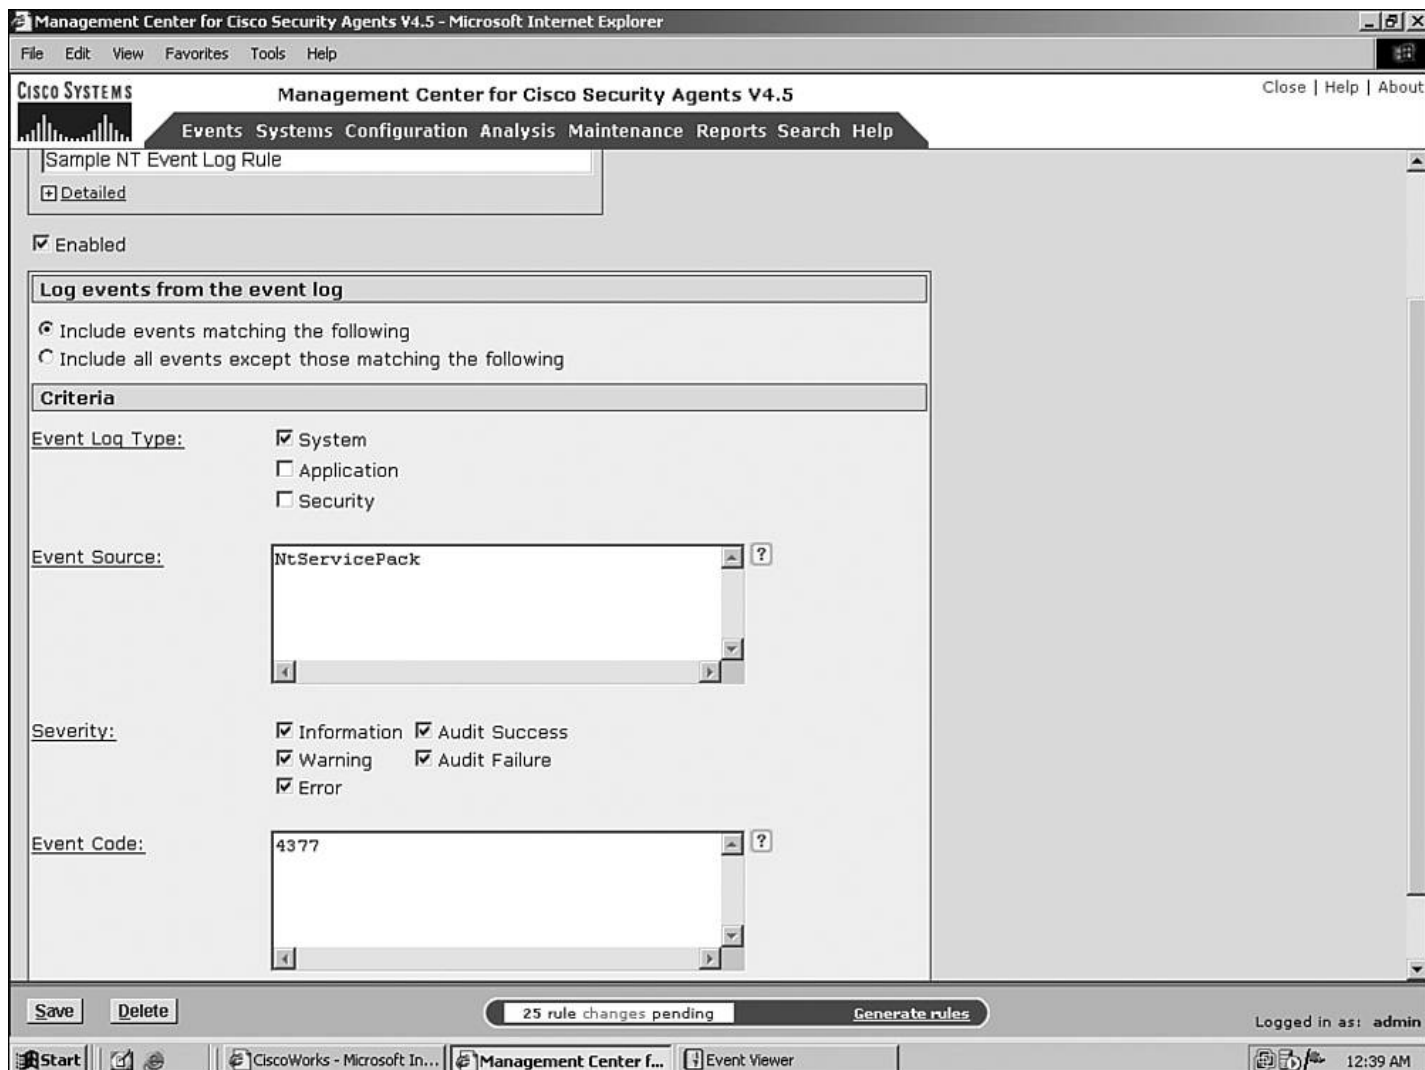 Management Center for Cisco Security Agents V4.5 - Microsoft Internet Explorer
File Edit View Favorites Tools Help
CISCO SYSTEMS
Management Center for Cisco Security Agents V4.5
Close | Help | About
Events Systems Configuration Analysis Maintenance Reports Search Help
Sample NT Event Log Rule
Detailed
Enabled
Log events from the event log
Include events matching the following
Include all events except those matching the following
Criteria
Event Log Type:
System
Application
Security
Event Source:
NtServicePack
?
Severity:
Information Audit Success
Warning Audit Failure
Error
Event Code:
4377
?
Save Delete
25 rule changes pending
Generate rules
Logged in as: admin
Start
CiscoWorks - Microsoft In...
Management Center f...
Event Viewer
12:39 AM